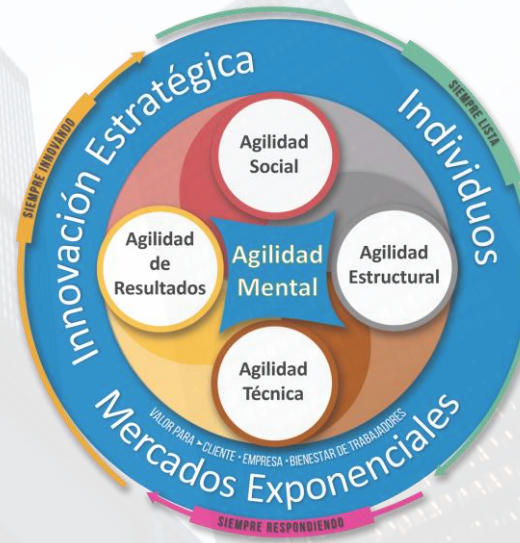 SIEMPRE INNOVANDO
SIEMPRE LISTA
Innovación Estratégica
Individuos
Agilidad
Social
Agilidad
de
Resultados
Agilidad
Mental
Agilidad
Estructural
Agilidad
Técnica
VALOR PARA ➤ CLIENTE • EMPRESA • BIENESTAR DE TRABAJADORES
Mercados Exponenciales
SIEMPRE RESPONDIENDO